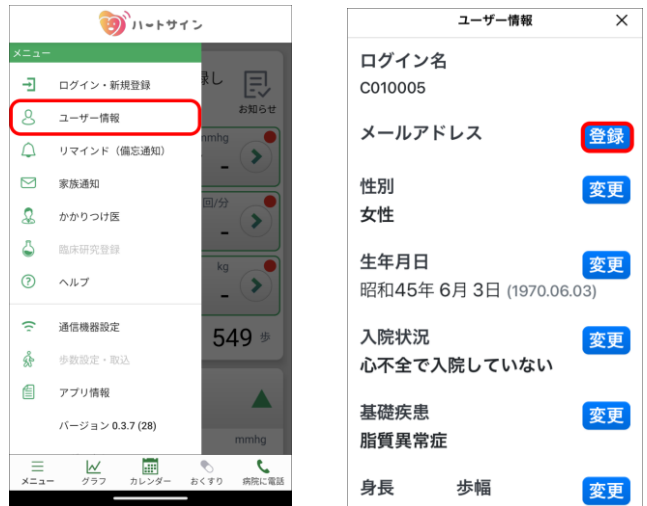 ハートサイン
メニュー
ログイン・新規登録
ユーザー情報
リマインド（備忘通知）
家族通知
かかりつけ医
臨床研究登録
ヘルプ
通信機器設定
歩数設定・取込
アプリ情報
バージョン 0.3.7 (28)
録し
お知らせ
mmhg
-
回/分
-
kg
-
549 歩
mmhg
メニュー
グラフ
カレンダー
おくすり
病院に電話
ユーザー情報 ×
ログイン名
C010005
メールアドレス 登録
性別 変更
女性
生年月日 変更
昭和45年 6月 3日 (1970.06.03)
入院状況 変更
心不全で入院していない
基礎疾患 変更
脂質異常症
身長 歩幅 変更